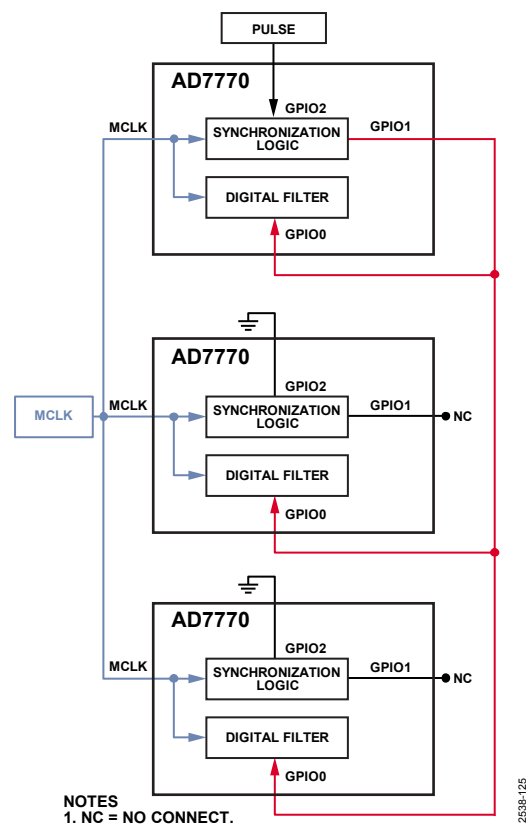 PULSE
AD7770
GPIO2
MCLK
SYNCHRONIZATION
LOGIC
GPIO1
DIGITAL FILTER
GPIO0
AD7770
GPIO2
MCLK
MCLK
SYNCHRONIZATION
LOGIC
GPIO1
NC
DIGITAL FILTER
GPIO0
AD7770
GPIO2
MCLK
SYNCHRONIZATION
LOGIC
GPIO1
NC
DIGITAL FILTER
GPIO0
NOTES
1. NC = NO CONNECT.
2538-125